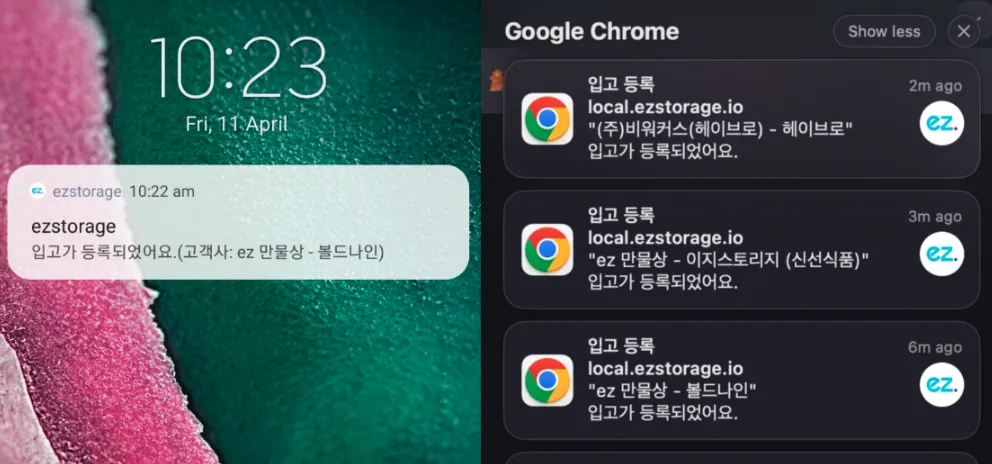 10:23
Fri, 11 April
ez. ezstorage 10:22 am
ezstorage
입고가 등록되었어요.(고객사: ez 만물상 - 볼드나인)
Google Chrome
Show less
입고 등록
2m ago
local.ezstorage.io
"(주)비워커스(헤이브로) - 헤이브로"
입고가 등록되었어요.
ez.
입고 등록
3m ago
local.ezstorage.io
"ez 만물상 - 이지스토리지 (신선식품)"
입고가 등록되었어요.
ez.
입고 등록
6m ago
local.ezstorage.io
"ez 만물상 - 볼드나인"
입고가 등록되었어요.
ez.